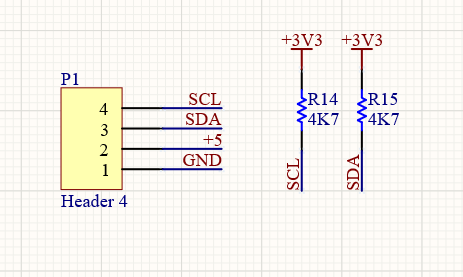 +3V3
+3V3
P1
R14
4K7
R15
4K7
4
SCL
3
SDA
2
+5
1
GND
SCL
SDA
Header 4